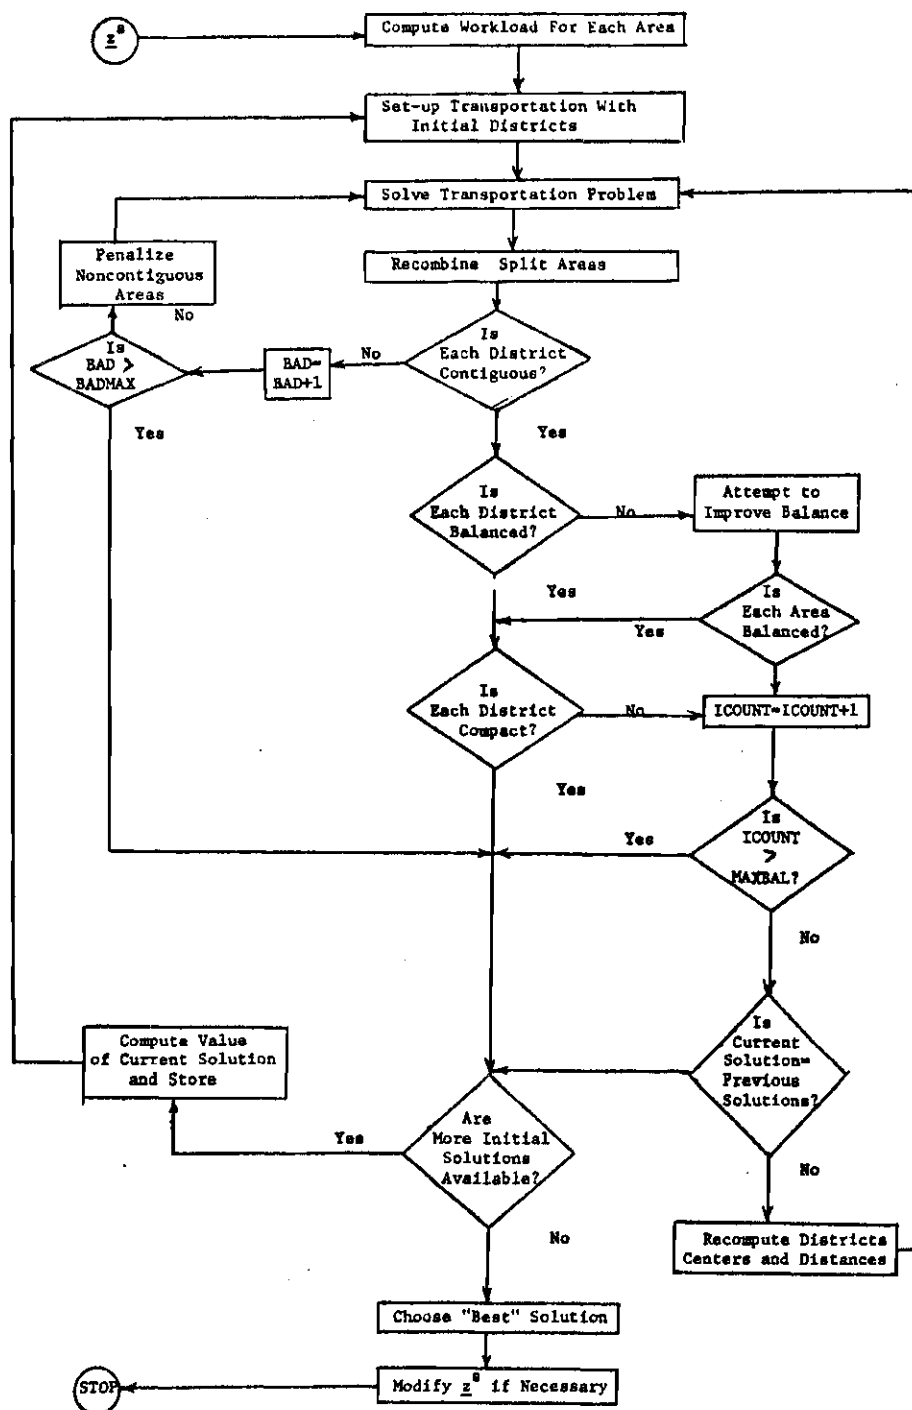 z^s
Compute Workload For Each Area
Set-up Transportation With
Initial Districts
Solve Transportation Problem
Penalize
Noncontiguous
Areas
Recombine Split Areas
No
Is
BAD >
BADMAX
BAD=
BAD+1
No
Is
Each District
Contiguous?
Yes
Yes
Is
Each District
Balanced?
No
Attempt to
Improve Balance
Yes
Is
Each Area
Balanced?
Yes
Is
Each District
Compact?
No
ICOUNT=ICOUNT+1
Yes
Is
ICOUNT
>
MAXBAL?
Yes
No
Compute Value
of Current Solution
and Store
Is
Current
Solution=
Previous
Solutions?
Yes
Are
More Initial
Solutions
Available?
No
No
Recompute Districts
Centers and Distances
Choose "Best" Solution
STOP
Modify z^s if Necessary